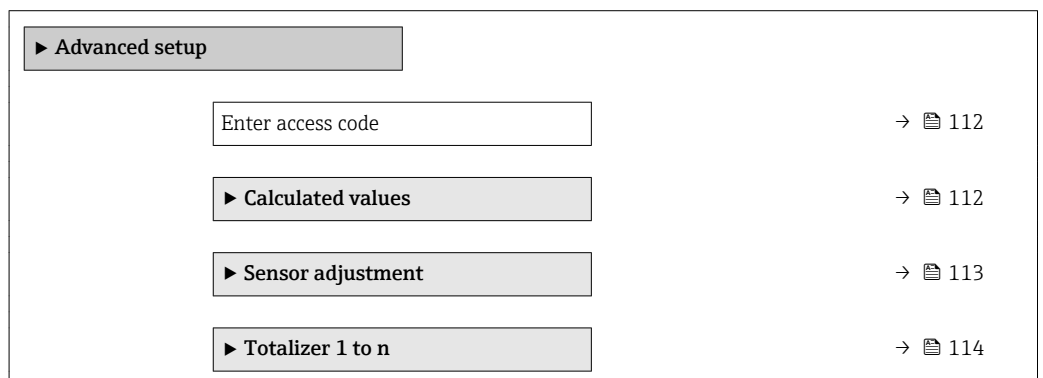 ▶ Advanced setup
Enter access code → 112
▶ Calculated values → 112
▶ Sensor adjustment → 113
▶ Totalizer 1 to n → 114